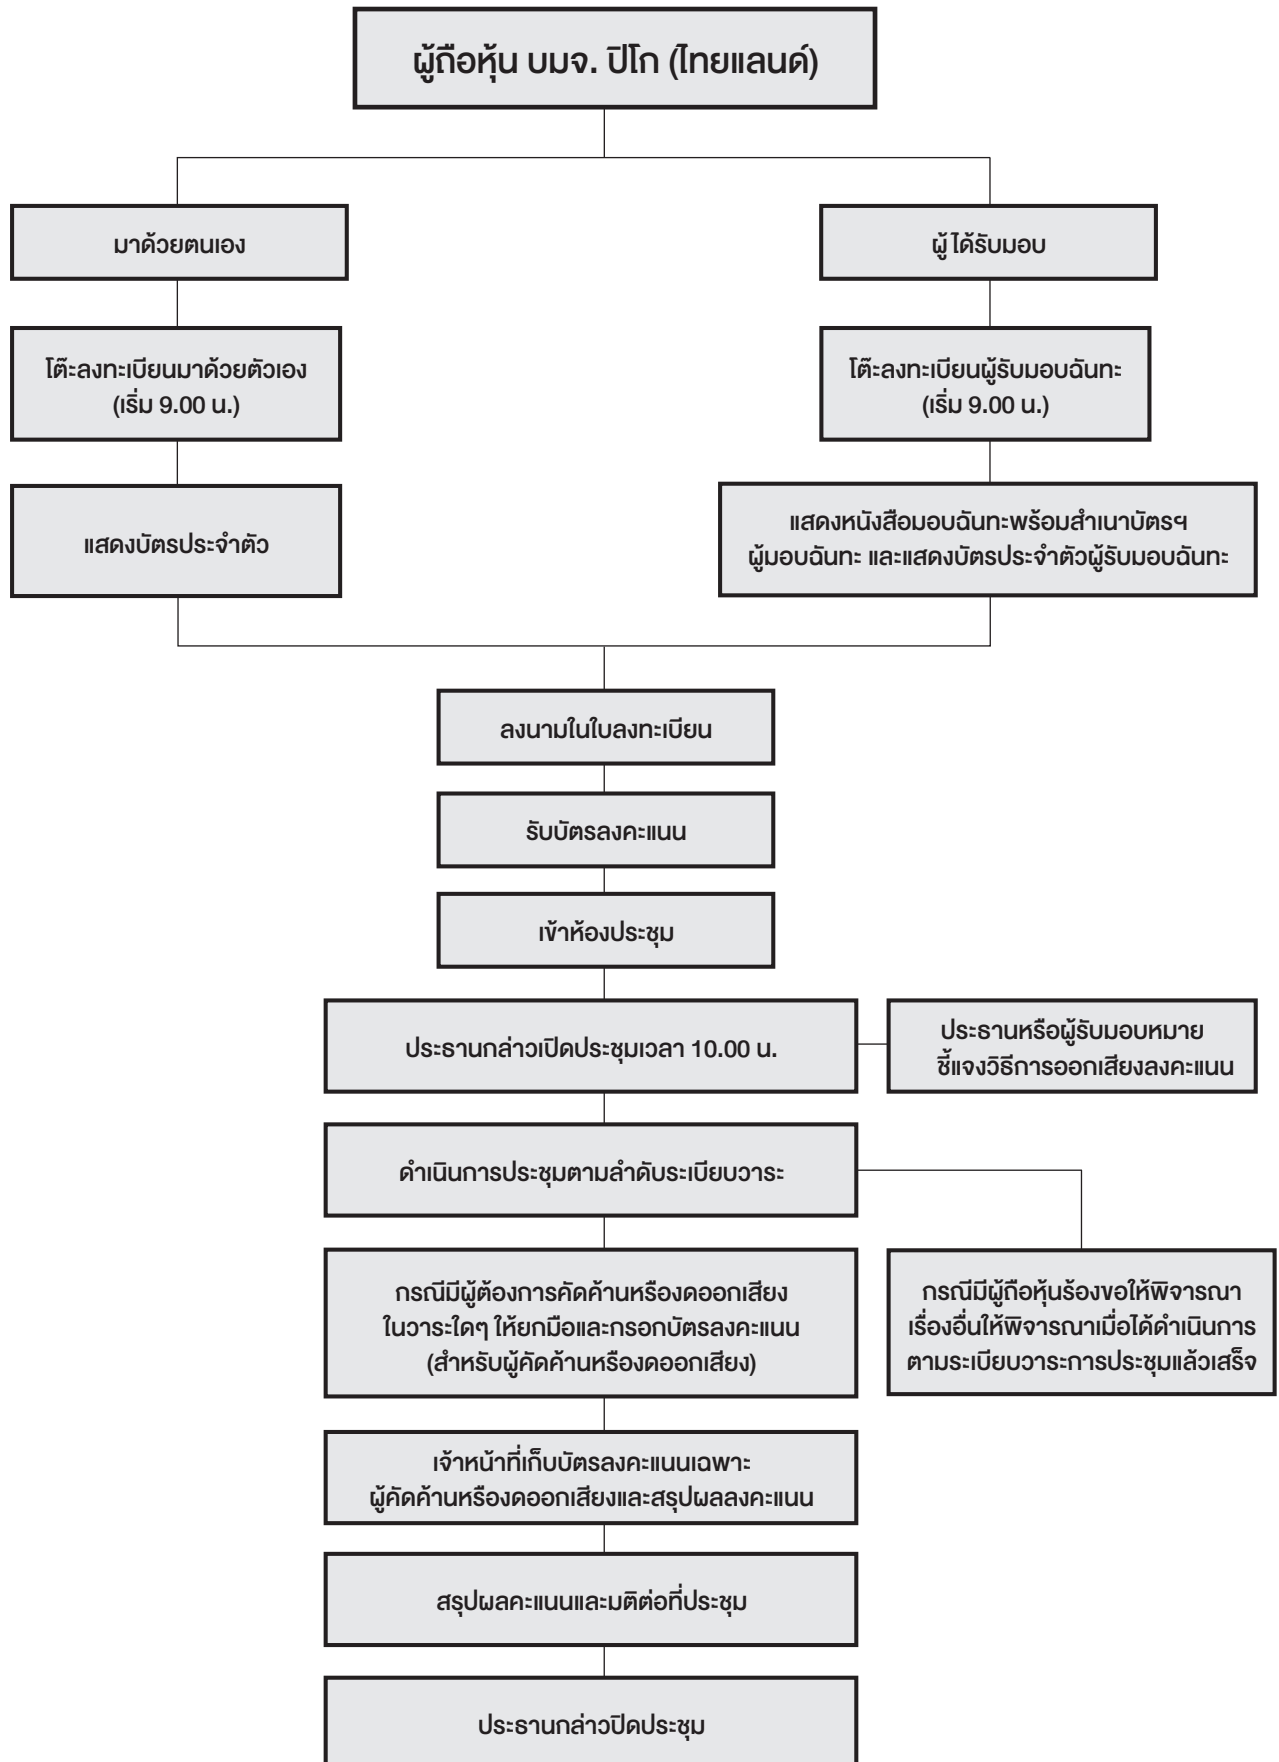 ผู้ถือหุ้น บมจ. ปิโก (ไทยแลนด์)
มาด้วยตนเอง
ผู้ได้รับมอบ
โต๊ะลงทะเบียนมาด้วยตัวเอง
(เริ่ม 9.00 น.)
โต๊ะลงทะเบียนผู้รับมอบฉันทะ
(เริ่ม 9.00 น.)
แสดงบัตรประจำตัว
แสดงหนังสือมอบฉันทะพร้อมสำเนาบัตรฯ
ผู้มอบฉันทะ และแสดงบัตรประจำตัวผู้รับมอบฉันทะ
ลงนามในใบลงทะเบียน
รับบัตรลงคะแนน
เข้าห้องประชุม
ประธานกล่าวเปิดประชุมเวลา 10.00 น.
ประธานหรือผู้รับมอบหมาย
ชี้แจงวิธีการออกเสียงลงคะแนน
ดำเนินการประชุมตามลำดับระเบียบวาระ
กรณีมีผู้ต้องการคัดค้านหรืองดออกเสียง
ในวาระใดๆ ให้ยกมือและกรอกบัตรลงคะแนน
(สำหรับผู้คัดค้านหรืองดออกเสียง)
กรณีมีผู้ถือหุ้นร้องขอให้พิจารณา
เรื่องอื่นให้พิจารณาเมื่อได้ดำเนินการ
ตามระเบียบวาระการประชุมแล้วเสร็จ
เจ้าหน้าที่เก็บบัตรลงคะแนนเฉพาะ
ผู้คัดค้านหรืองดออกเสียงและสรุปผลลงคะแนน
สรุปผลคะแนนและมติต่อที่ประชุม
ประธานกล่าวปิดประชุม